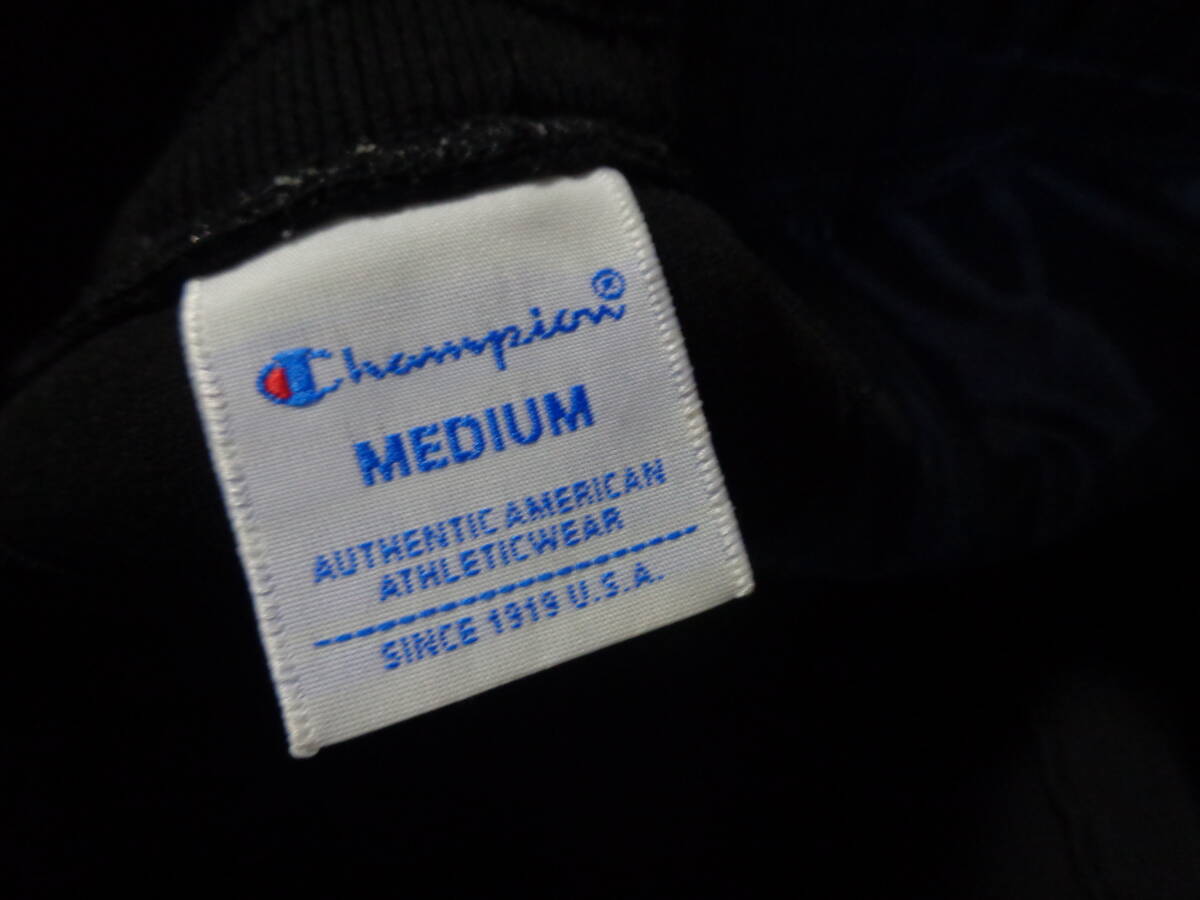 Champion®
MEDIUM
AUTHENTIC AMERICAN
ATHLETICWEAR
SINCE 1919 U.S.A.